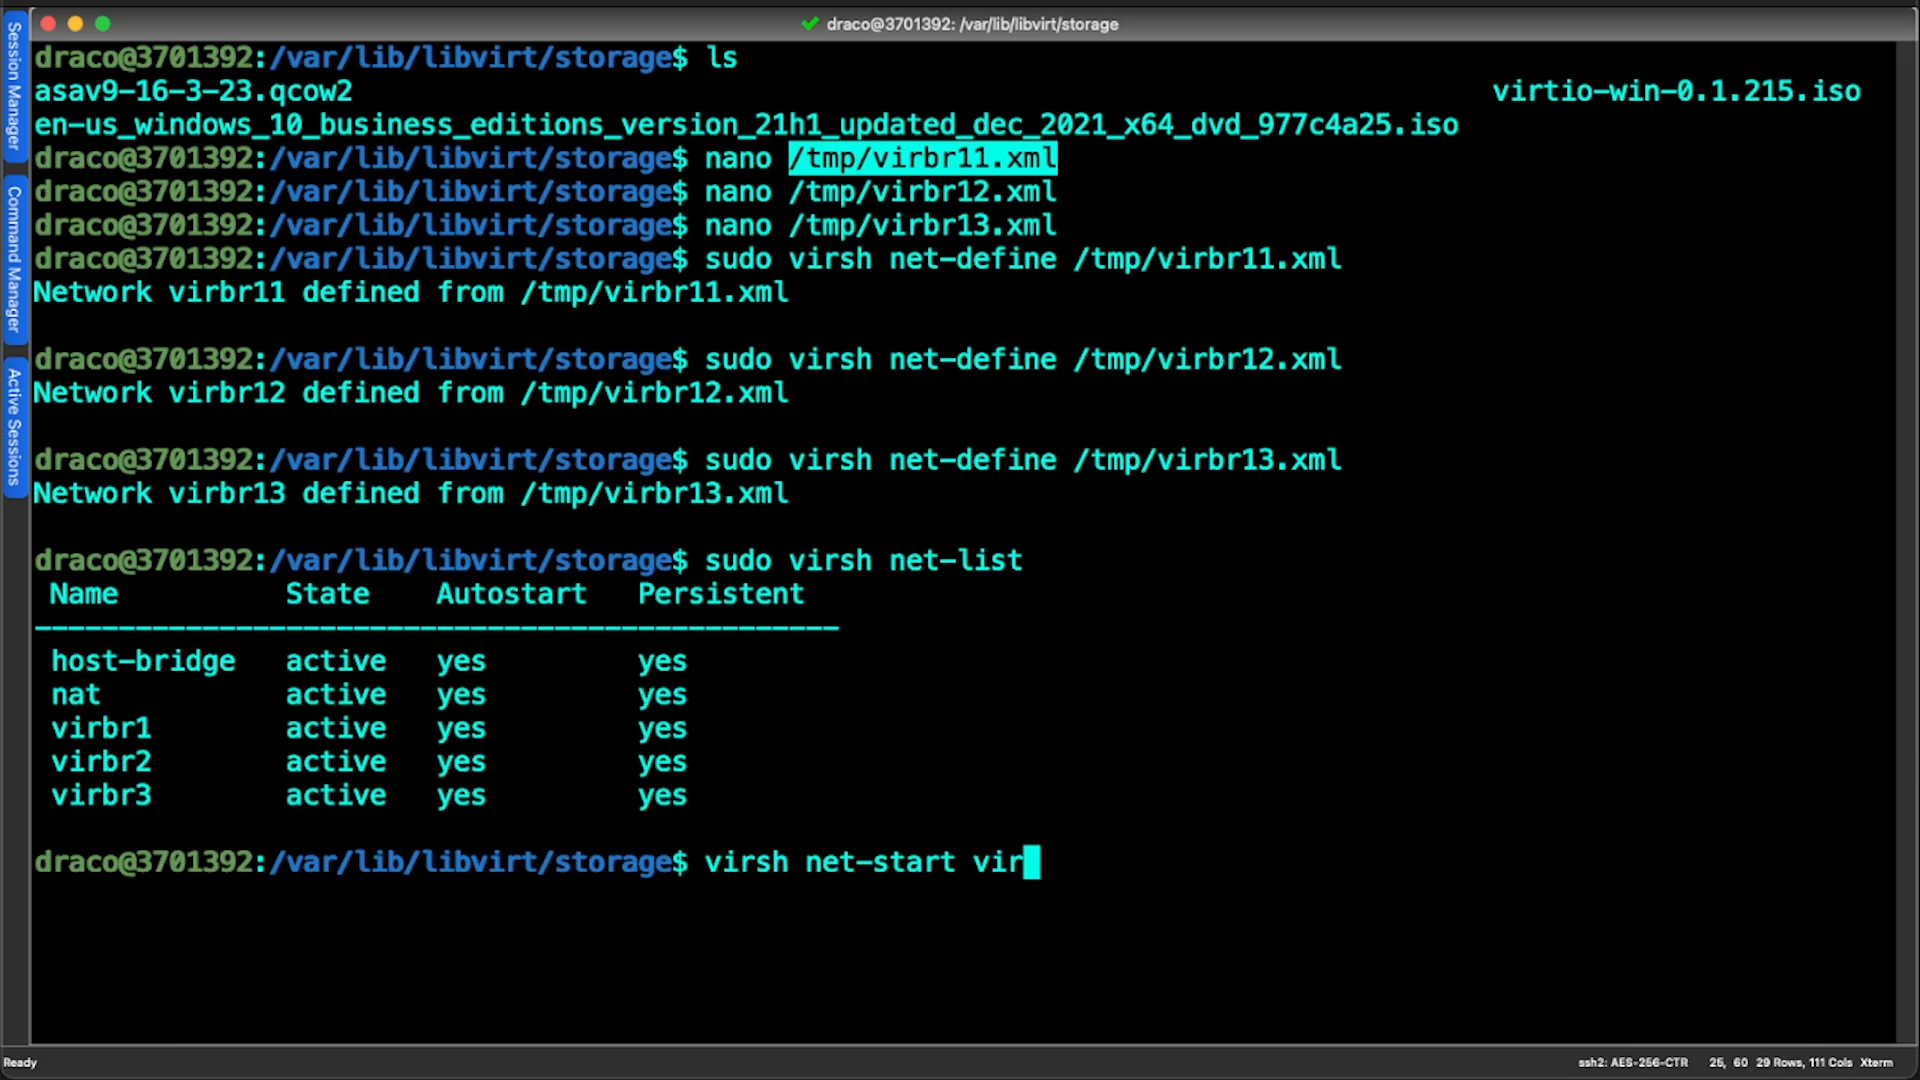 draco@3701392: /var/lib/libvirt/storage
Session Manager
Command Manager
Active Sessions
draco@3701392:/var/lib/libvirt/storage$ ls
asav9-16-3-23.qcow2 virtio-win-0.1.215.iso
en-us_windows_10_business_editions_version_21h1_updated_dec_2021_x64_dvd_977c4a25.iso
draco@3701392:/var/lib/libvirt/storage$ nano /tmp/virbr11.xml
draco@3701392:/var/lib/libvirt/storage$ nano /tmp/virbr12.xml
draco@3701392:/var/lib/libvirt/storage$ nano /tmp/virbr13.xml
draco@3701392:/var/lib/libvirt/storage$ sudo virsh net-define /tmp/virbr11.xml
Network virbr11 defined from /tmp/virbr11.xml
draco@3701392:/var/lib/libvirt/storage$ sudo virsh net-define /tmp/virbr12.xml
Network virbr12 defined from /tmp/virbr12.xml
draco@3701392:/var/lib/libvirt/storage$ sudo virsh net-define /tmp/virbr13.xml
Network virbr13 defined from /tmp/virbr13.xml
draco@3701392:/var/lib/libvirt/storage$ sudo virsh net-list
Name State Autostart Persistent
------------------------------------------------
host-bridge active yes yes
nat active yes yes
virbr1 active yes yes
virbr2 active yes yes
virbr3 active yes yes
draco@3701392:/var/lib/libvirt/storage$ virsh net-start vir
Ready ssh2: AES-256-CTR 25, 60 29 Rows, 111 Cols Xterm